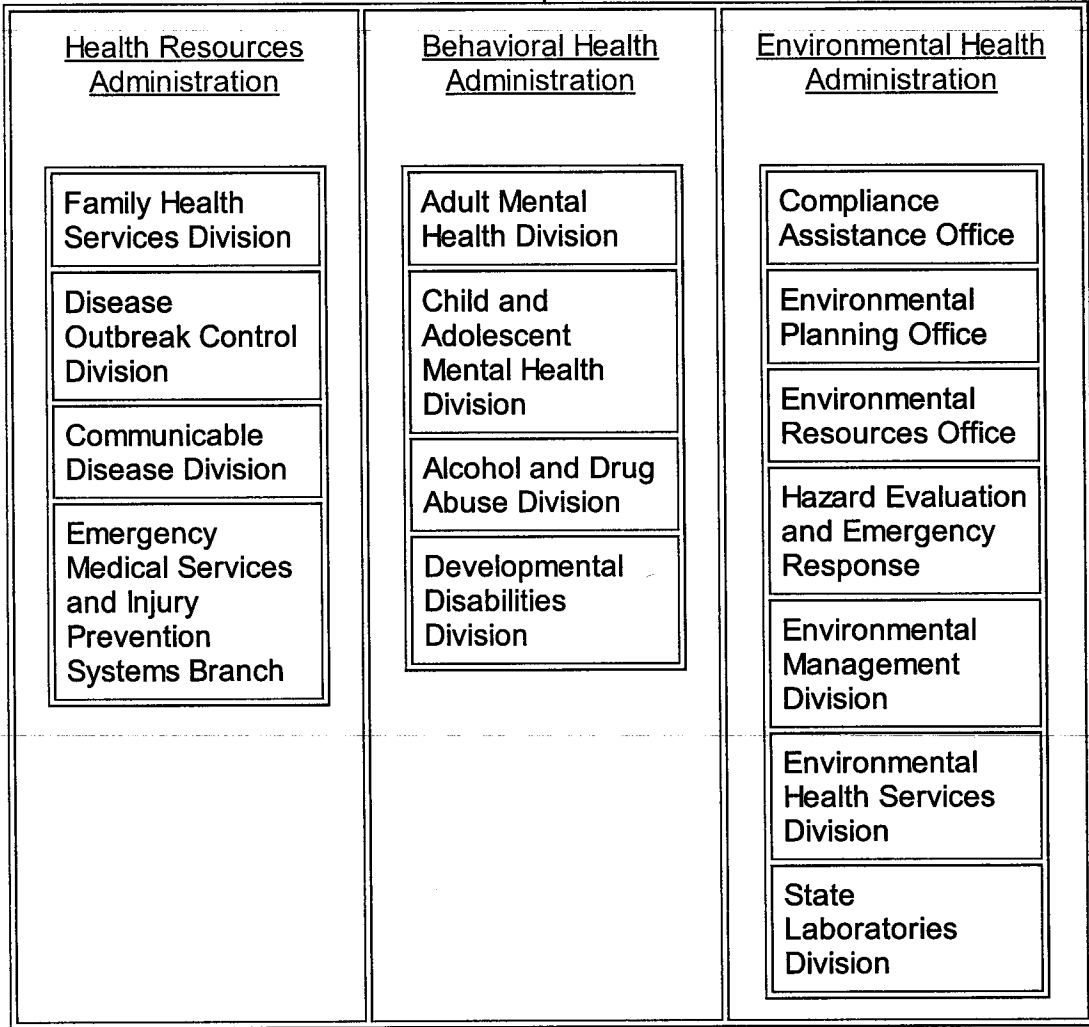 Health Resources
Administration
Family Health
Services Division
Disease
Outbreak Control
Division
Communicable
Disease Division
Emergency
Medical Services
and Injury
Prevention
Systems Branch
Behavioral Health
Administration
Adult Mental
Health Division
Child and
Adolescent
Mental Health
Division
Alcohol and Drug
Abuse Division
Developmental
Disabilities
Division
Environmental Health
Administration
Compliance
Assistance Office
Environmental
Planning Office
Environmental
Resources Office
Hazard Evaluation
and Emergency
Response
Environmental
Management
Division
Environmental
Health Services
Division
State
Laboratories
Division